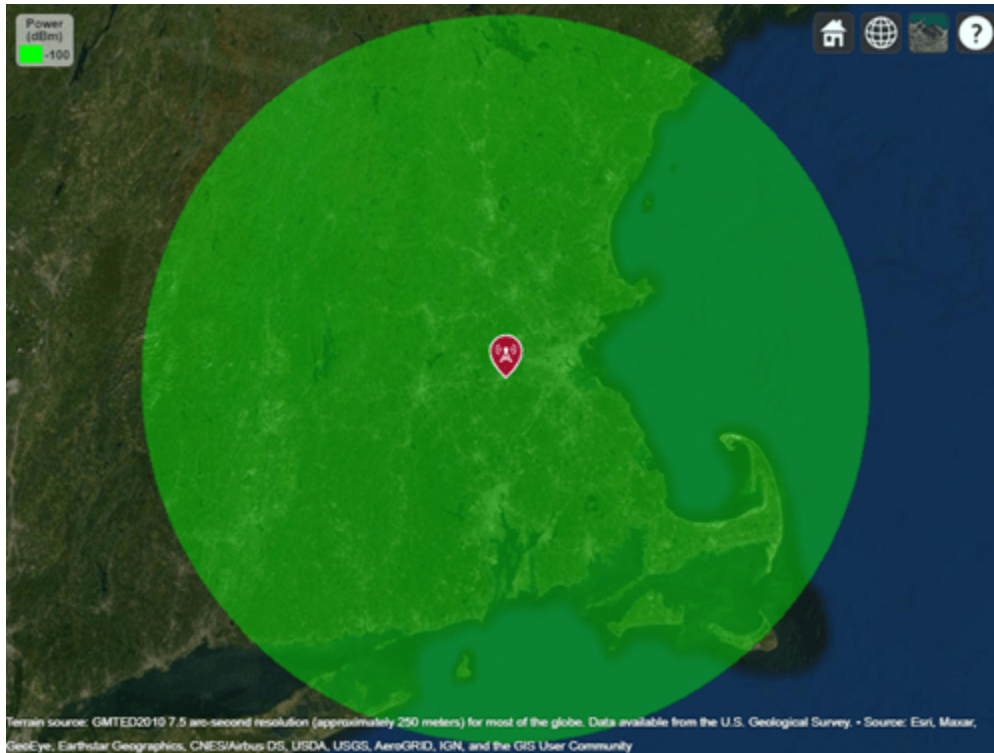 Power
(dBm)
-100
?
Terrain source: GMTED2010 7.5 arc-second resolution (approximately 250 meters) for most of the globe. Data available from the U.S. Geological Survey. • Source: Esri, Maxar,
GeoEye, Earthstar Geographics, CNES/Airbus DS, USDA, USGS, AeroGRID, IGN, and the GIS User Community